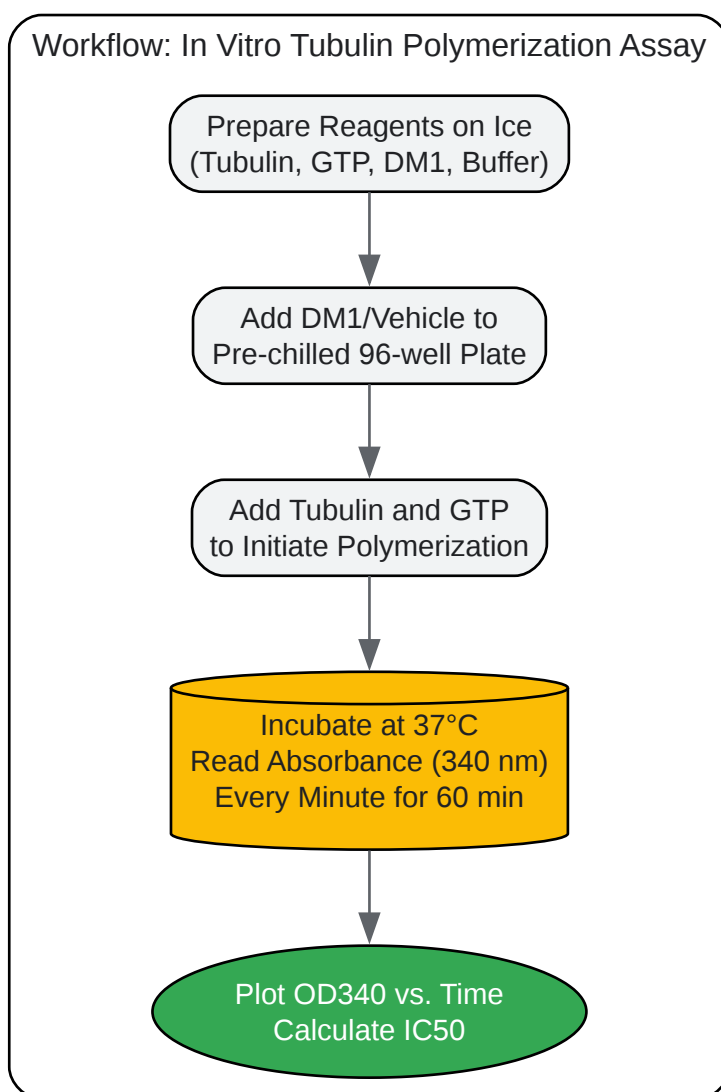 Workflow: In Vitro Tubulin Polymerization Assay
Prepare Reagents on Ice
(Tubulin, GTP, DM1, Buffer)
Add DM1/Vehicle to
Pre-chilled 96-well Plate
Add Tubulin and GTP
to Initiate Polymerization
Incubate at 37°C
Read Absorbance (340 nm)
Every Minute for 60 min
Plot OD340 vs. Time
Calculate IC50